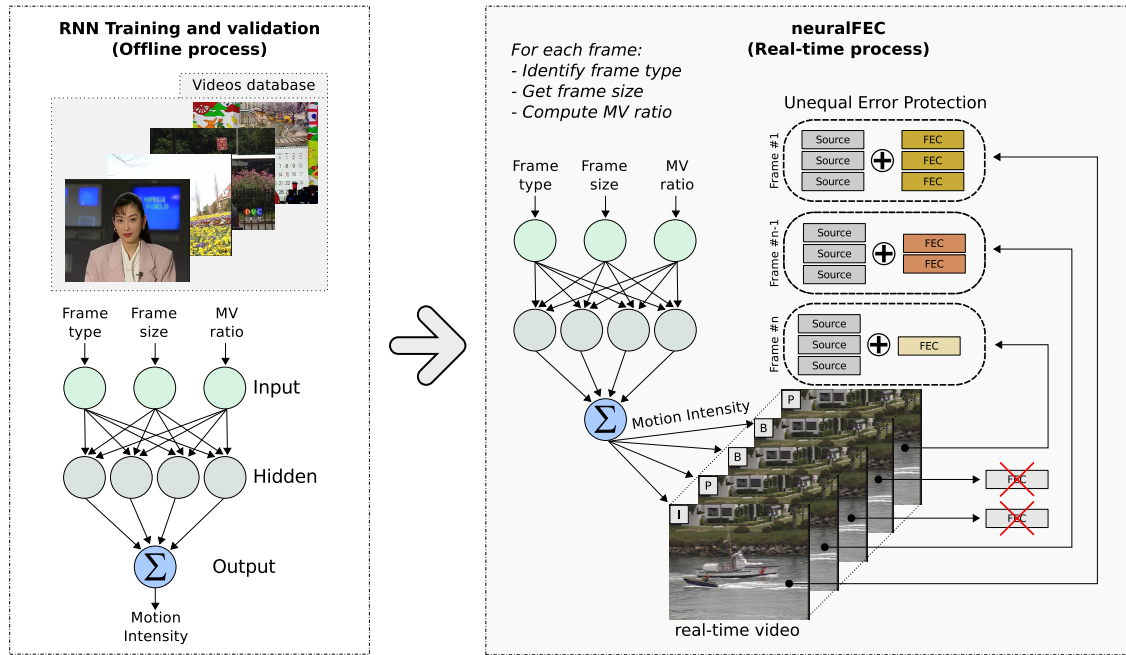 RNN Training and validation
(Offline process)
Videos database
MPEG4
WORLD
DVC
Frame type
Frame size
MV ratio
Input
Hidden
Σ
Output
Motion
Intensity
neuralFEC
(Real-time process)
For each frame:
- Identify frame type
- Get frame size
- Compute MV ratio
Frame type
Frame size
MV ratio
Σ
Motion Intensity
Unequal Error Protection
Frame #1
Source
Source
Source
+
FEC
FEC
FEC
Frame #n-1
Source
Source
Source
+
FEC
FEC
Frame #n
Source
Source
Source
+
FEC
P
B
B
P
I
FEC
FEC
real-time video